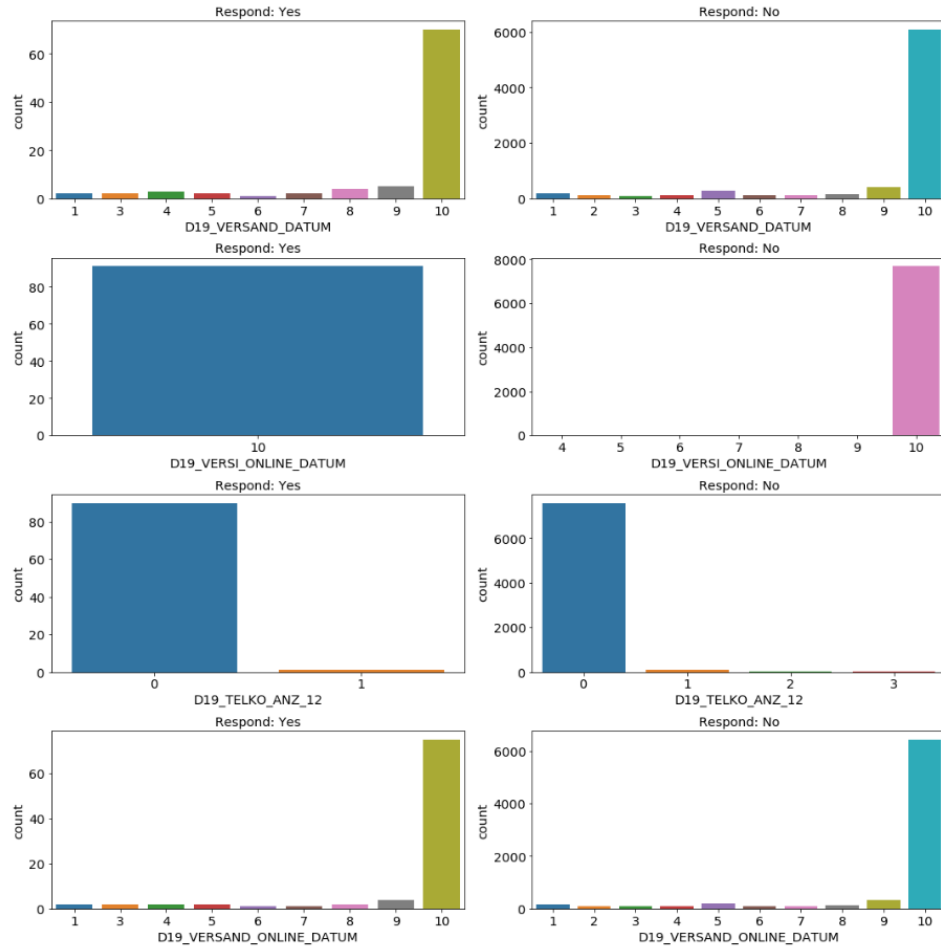 Respond: Yes
Respond: No
count
60
40
20
0
1 3 4 5 6 7 8 9 10
D19_VERSAND_DATUM
count
6000
4000
2000
0
1 2 3 4 5 6 7 8 9 10
D19_VERSAND_DATUM
Respond: Yes
Respond: No
count
80
60
40
20
0
10
D19_VERSI_ONLINE_DATUM
count
8000
6000
4000
2000
0
4 5 6 7 8 9 10
D19_VERSI_ONLINE_DATUM
Respond: Yes
Respond: No
count
80
60
40
20
0
0 1
D19_TELKO_ANZ_12
count
6000
4000
2000
0
0 1 2 3
D19_TELKO_ANZ_12
Respond: Yes
Respond: No
count
60
40
20
0
1 3 4 5 6 7 8 9 10
D19_VERSAND_ONLINE_DATUM
count
6000
4000
2000
0
1 2 3 4 5 6 7 8 9 10
D19_VERSAND_ONLINE_DATUM